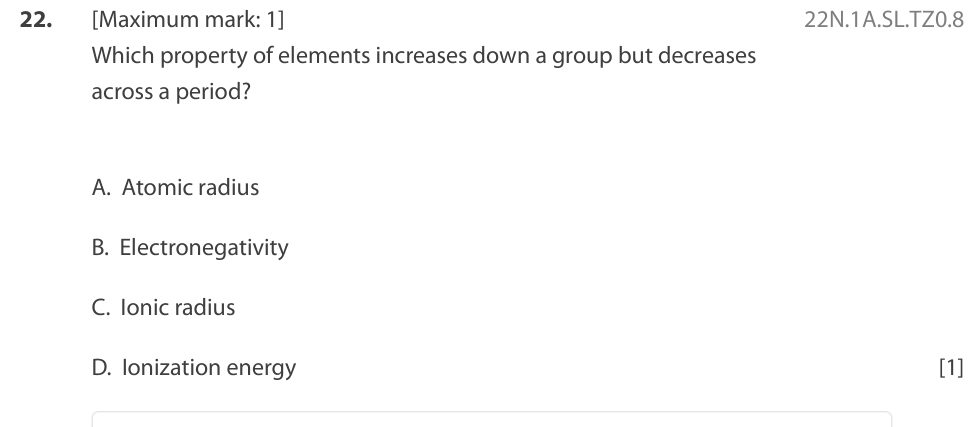 22. [Maximum mark: 1] 22N.1A.SL.TZ0.8
Which property of elements increases down a group but decreases
across a period?
A. Atomic radius
B. Electronegativity
C. Ionic radius
D. Ionization energy [1]